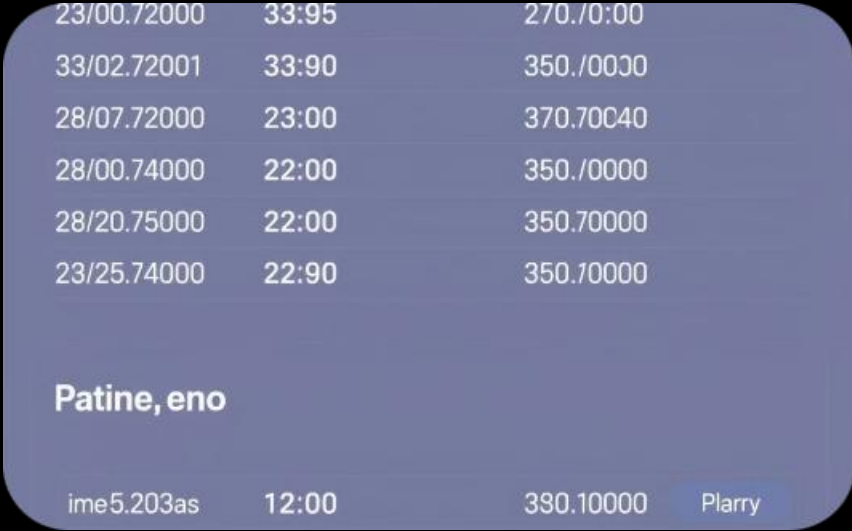 23/00.72000 33:95 270./0:00
33/02.72001 33:90 350./0000
28/07.72000 23:00 370.70040
28/00.74000 22:00 350./0000
28/20.75000 22:00 350.70000
23/25.74000 22:90 350.10000
Patine, eno
ime5.203as 12:00 380.10000 Plarry